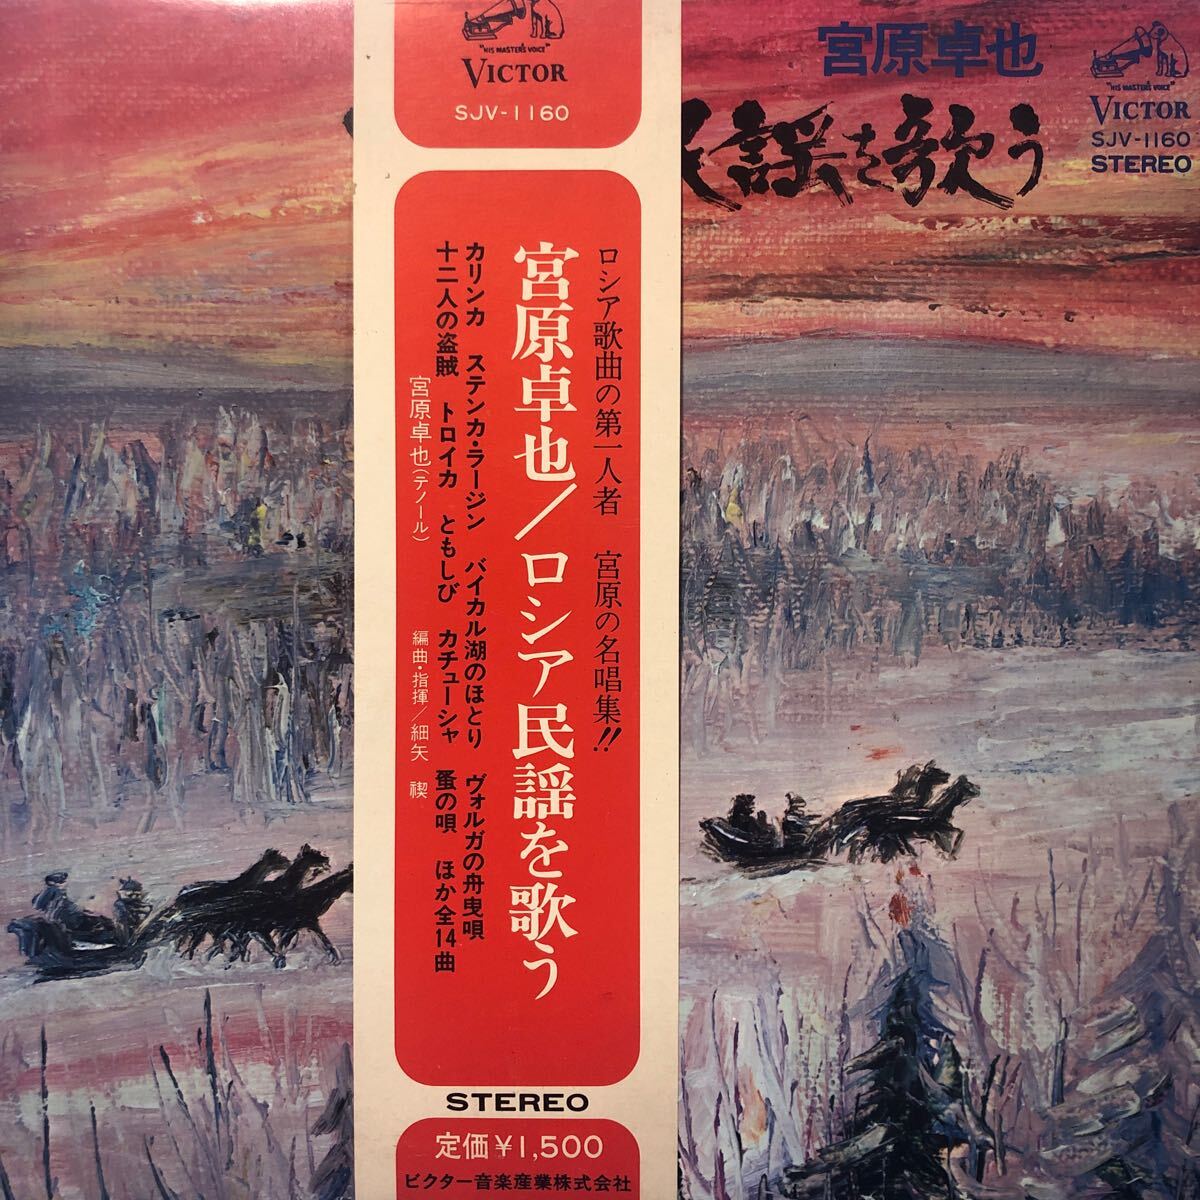 "HIS MASTER'S VOICE"
VICTOR
SJV-1160
ロシア歌曲の第一人者 宮原の名唱集!!
宮原卓也/ロシア民謡を歌う
カリンカ ステンカ・ラージン バイカル湖のほとり ヴォルガの舟曳唄
十二人の盗賊 トロイカ ともしび カチューシャ 蚤の唄 ほか全14曲
宮原卓也(テノール) 編曲・指揮/細矢 禊
STEREO
定価¥1,500
ビクター音楽産業株式会社
宮原卓也
謡を歌う
"HIS MASTER'S VOICE"
VICTOR
SJV-1160
STEREO